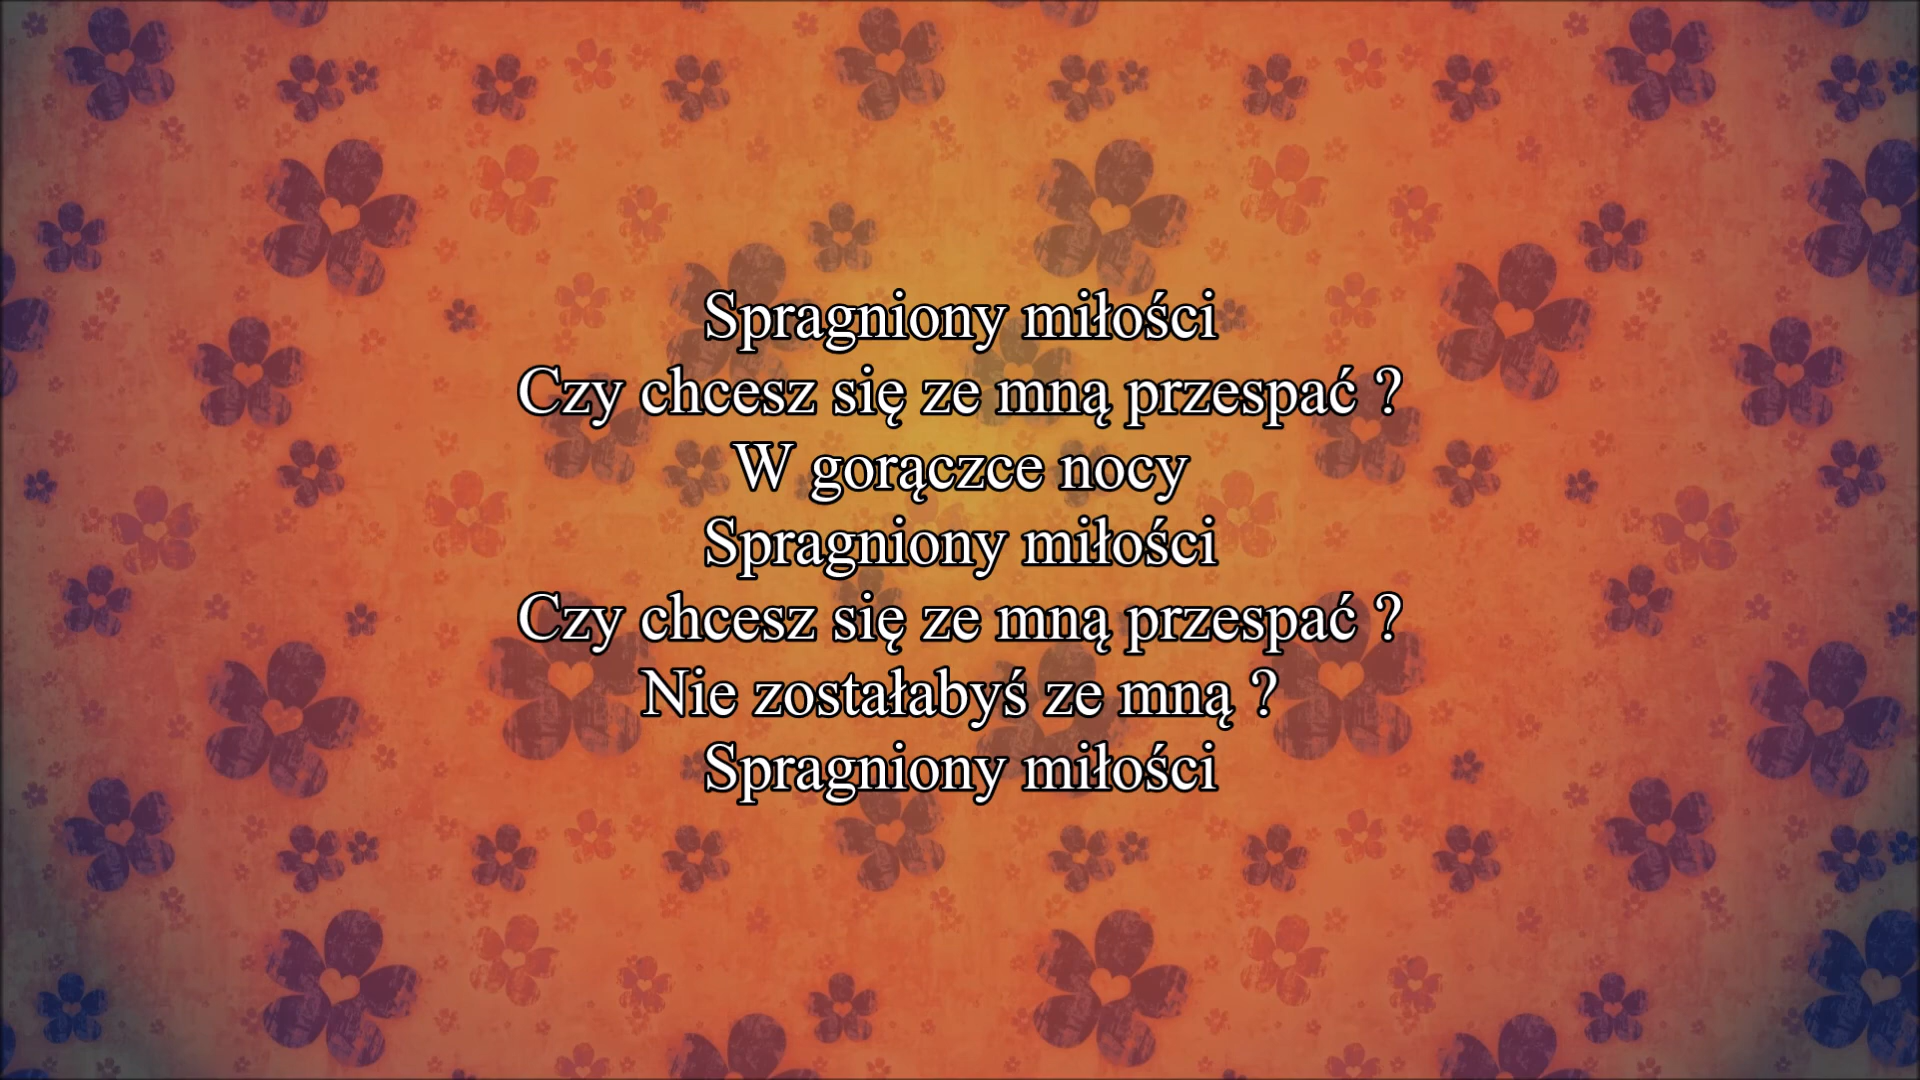 Spragniony miłości
Czy chcesz się ze mną przespać ?
W gorączce nocy
Spragniony miłości
Czy chcesz się ze mną przespać ?
Nie zostałabyś ze mną ?
Spragniony miłości